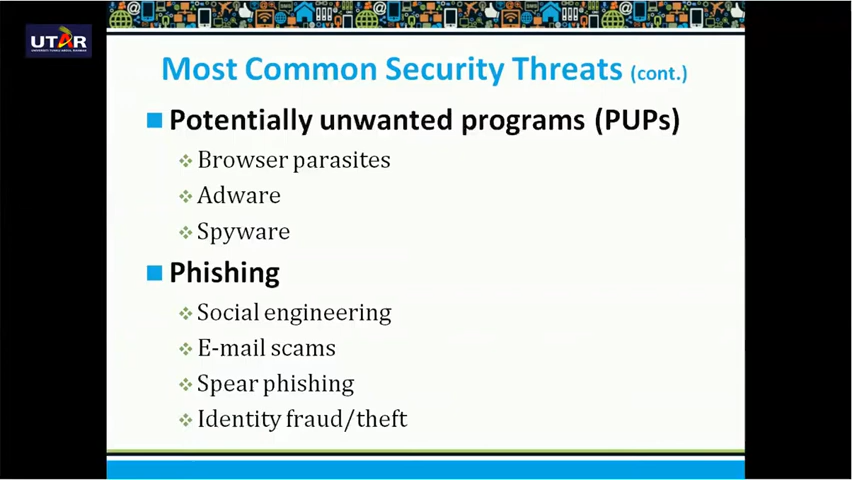 UTAR
Most Common Security Threats (cont.)
Potentially unwanted programs (PUPs)
Browser parasites
Adware
Spyware
Phishing
Social engineering
E-mail scams
Spear phishing
Identity fraud/theft